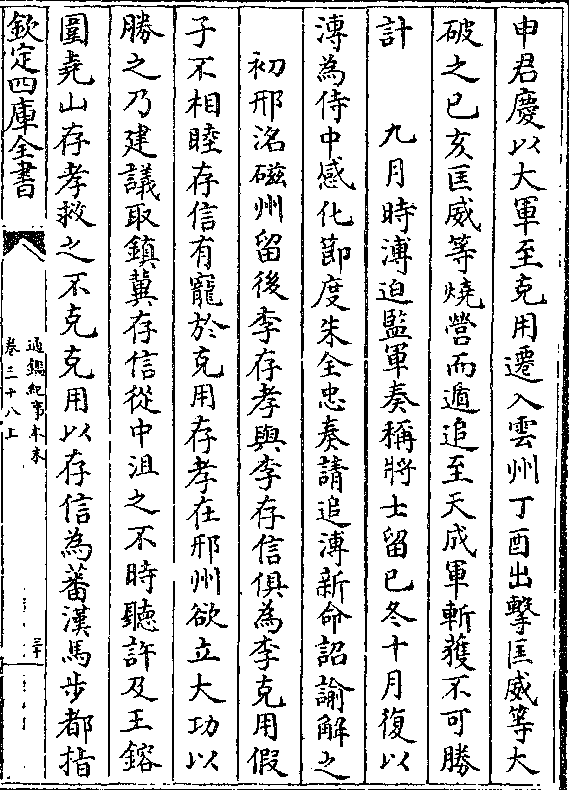 申君慶以大軍至克用遷入雲州丁酉出擊匡威等大
破之已亥匡威等燒營而遁追至天成軍斬獲不可勝
計　九月時溥迫監軍奏稱將士留已冬十月復以
溥為侍中感化節度朱全忠奏請追溥新命詔諭解之
初邢洺磁州留後李存孝與李存信俱為李克用假
子不相睦存信有寵於克用存孝在邢州欲立大功以
勝之乃建議取鎮冀存信從中沮之不時聽許及王鎔
圍堯山存孝救之不克克用以存信為蕃漢馬步都指
欽定四庫全書
通鑑紀事本末
卷三十八上